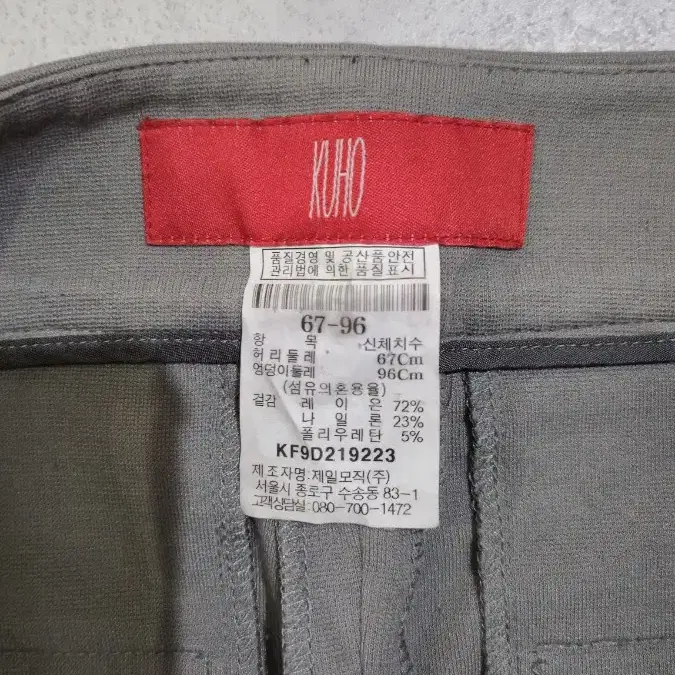 KUHO
품질경영 및 공산품안전
관리법에 의한 품질표시
67-96
항 목 신체치수
허리둘레 67Cm
엉덩이둘레 96Cm
(섬유의혼용율)
겉감 레 이 온 72%
나 일 론 23%
폴리우레탄 5%
KF9D219223
제조자명:제일모직(주)
서울시 종로구 수송동 83-1
고객상담실:080-700-1472